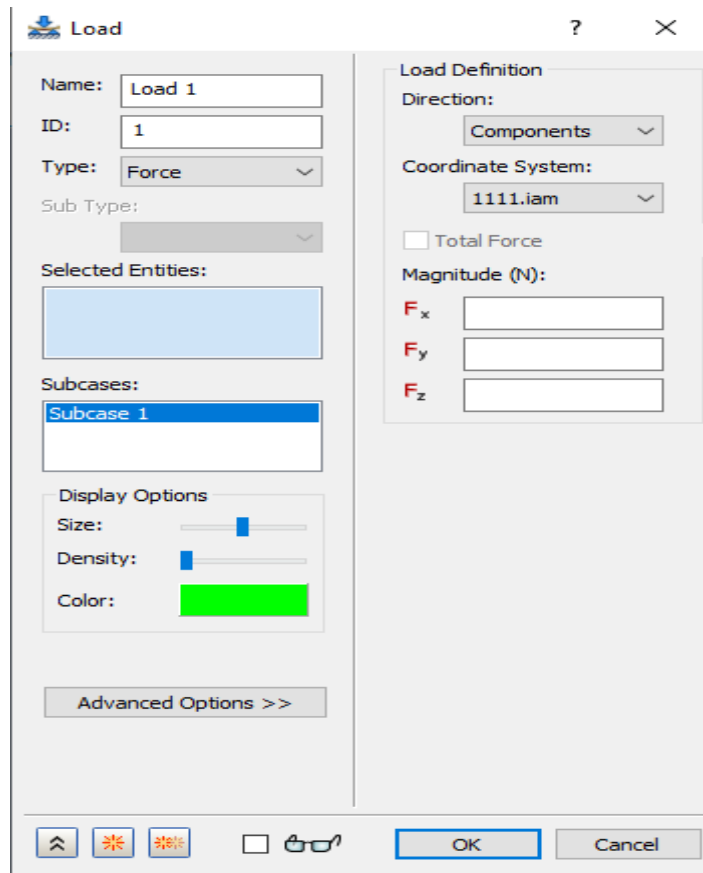 Load
?
Name: Load 1
ID: 1
Type: Force
Sub Type:
Selected Entities:
Subcases:
Subcase 1
Display Options
Size:
Density:
Color:
Advanced Options >>
Load Definition
Direction:
Components
Coordinate System:
1111.iam
Total Force
Magnitude (N):
Fx
Fy
Fz
OK
Cancel